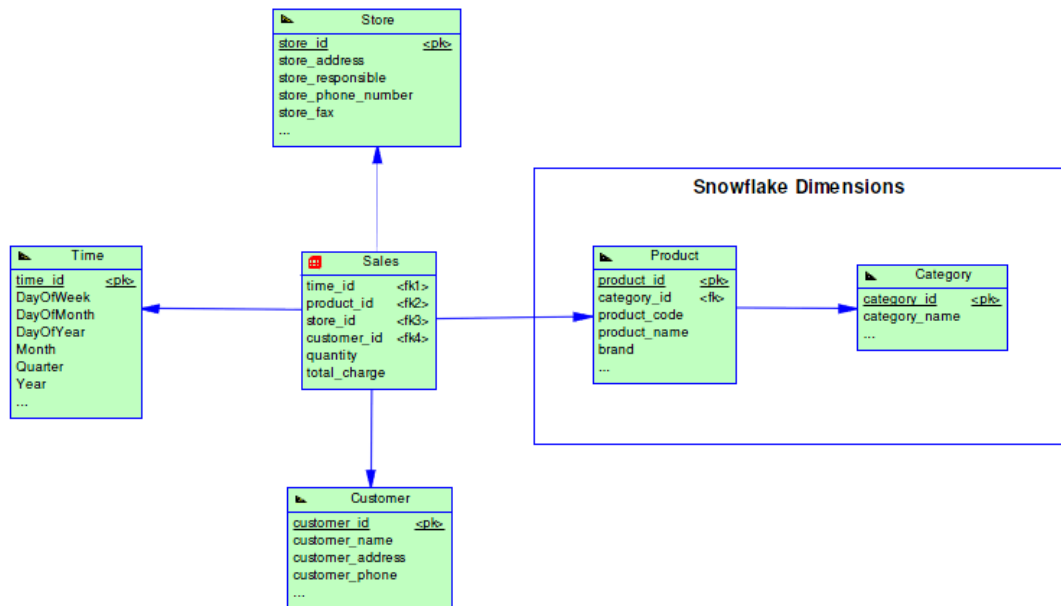 Store
store_id <pk>
store_address
store_responsible
store_phone_number
store_fax
...
Snowflake Dimensions
Time
time_id <pk>
DayOfWeek
DayOfMonth
DayOfYear
Month
Quarter
Year
...
Sales
time_id <fk1>
product_id <fk2>
store_id <fk3>
customer_id <fk4>
quantity
total_charge
Product
product_id <pk>
category_id <fk>
product_code
product_name
brand
...
Category
category_id <pk>
category_name
...
Customer
customer_id <pk>
customer_name
customer_address
customer_phone
...